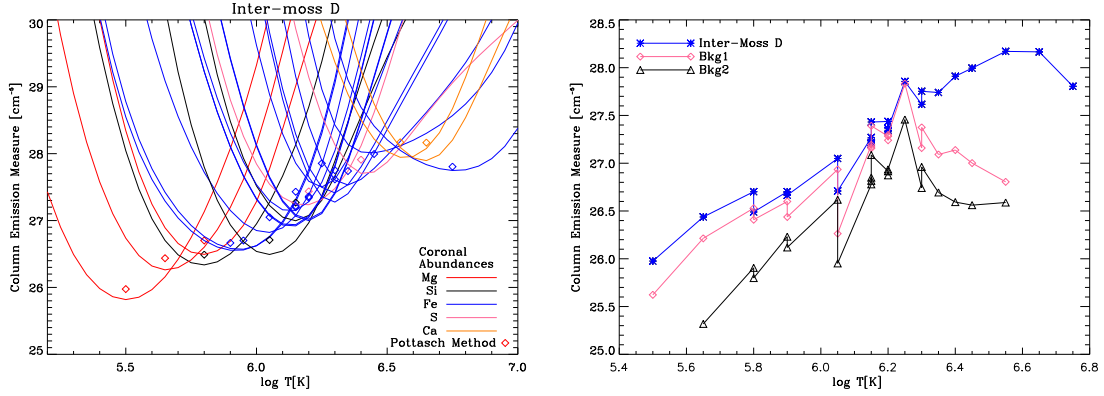 Inter-moss D
Column Emission Measure [cm⁻⁵]
30
29
28
27
26
25
5.5
6.0
6.5
7.0
log T[K]
Coronal
Abundances
Mg
Si
Fe
S
Ca
Pottasch Method
Column Emission Measure [cm⁻⁵]
28.5
28.0
27.5
27.0
26.5
26.0
25.5
25.0
5.4
5.6
5.8
6.0
6.2
6.4
6.6
6.8
log T[K]
Inter-Moss D
Bkg1
Bkg2